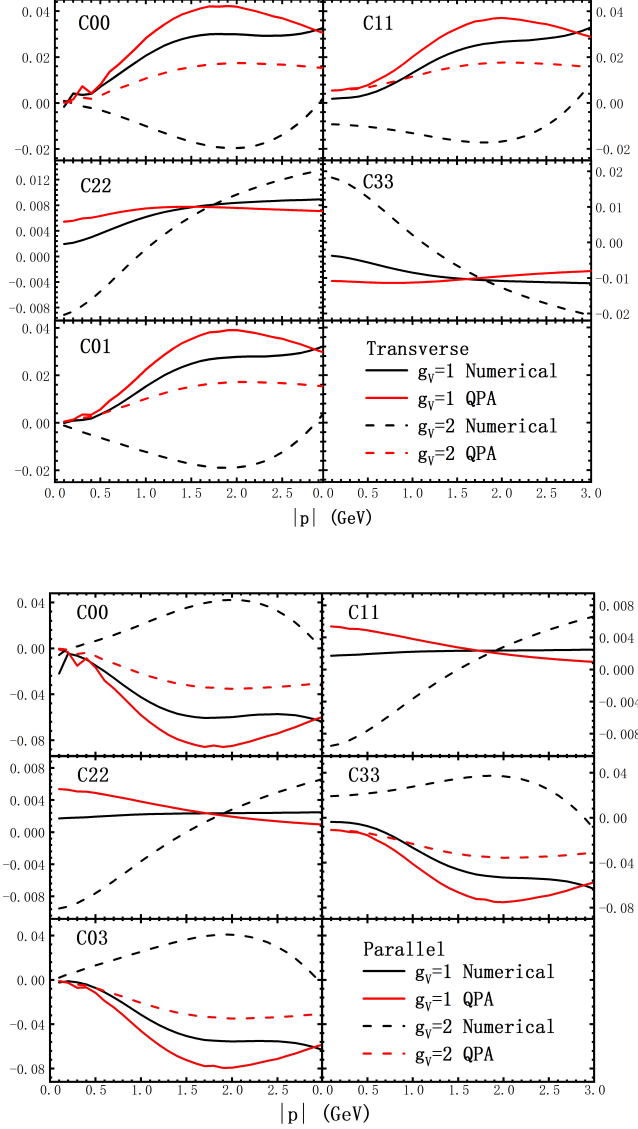 C00
0.04
0.02
0.00
-0.02
C11
0.04
0.02
0.00
-0.02
C22
0.012
0.008
0.004
0.000
-0.004
-0.008
C33
0.02
0.01
0.00
-0.01
-0.02
C01
0.04
0.02
0.00
-0.02
Transverse
g_V=1 Numerical
g_V=1 QPA
g_V=2 Numerical
g_V=2 QPA
0.0 0.5 1.0 1.5 2.0 2.5 0.0 0.5 1.0 1.5 2.0 2.5 3.0
|p| (GeV)
C00
0.04
0.00
-0.04
-0.08
C11
0.008
0.004
0.000
-0.004
-0.008
C22
0.008
0.004
0.000
-0.004
-0.008
C33
0.04
0.00
-0.04
-0.08
C03
0.04
0.00
-0.04
-0.08
Parallel
g_V=1 Numerical
g_V=1 QPA
g_V=2 Numerical
g_V=2 QPA
0.0 0.5 1.0 1.5 2.0 2.5 0.0 0.5 1.0 1.5 2.0 2.5 3.0
|p| (GeV)